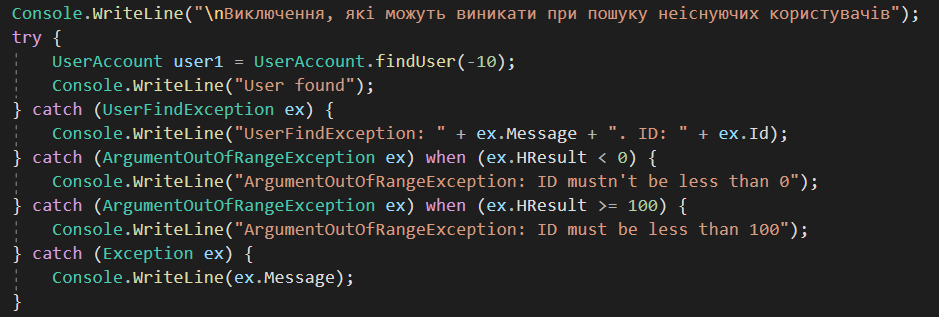 Console.WriteLine("\nВиключення, які можуть виникати при пошуку неіснуючих користувачів");
try {
    UserAccount user1 = UserAccount.findUser(-10);
    Console.WriteLine("User found");
} catch (UserFindException ex) {
    Console.WriteLine("UserFindException: " + ex.Message + ". ID: " + ex.Id);
} catch (ArgumentOutOfRangeException ex) when (ex.HResult < 0) {
    Console.WriteLine("ArgumentOutOfRangeException: ID mustn't be less than 0");
} catch (ArgumentOutOfRangeException ex) when (ex.HResult >= 100) {
    Console.WriteLine("ArgumentOutOfRangeException: ID must be less than 100");
} catch (Exception ex) {
    Console.WriteLine(ex.Message);
}